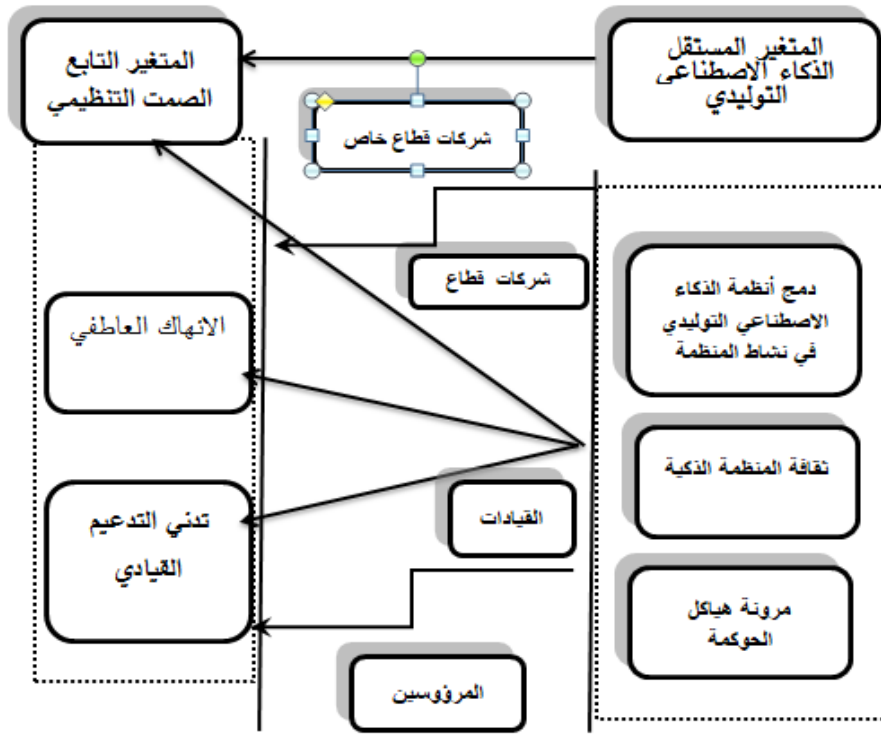 المتغير المستقل
الذكاء الاصطناعى
التوليدي
المتغير التابع
الصمت التنظيمي
شركات قطاع خاص
شركات قطاع
دمج أنظمة الذكاء
الاصطناعي التوليدي
في نشاط المنظمة
الانهاك العاطفي
ثقافة المنظمة الذكية
القيادات
تدني التدعيم
القيادي
مرونة هياكل
الحوكمة
المرؤوسين